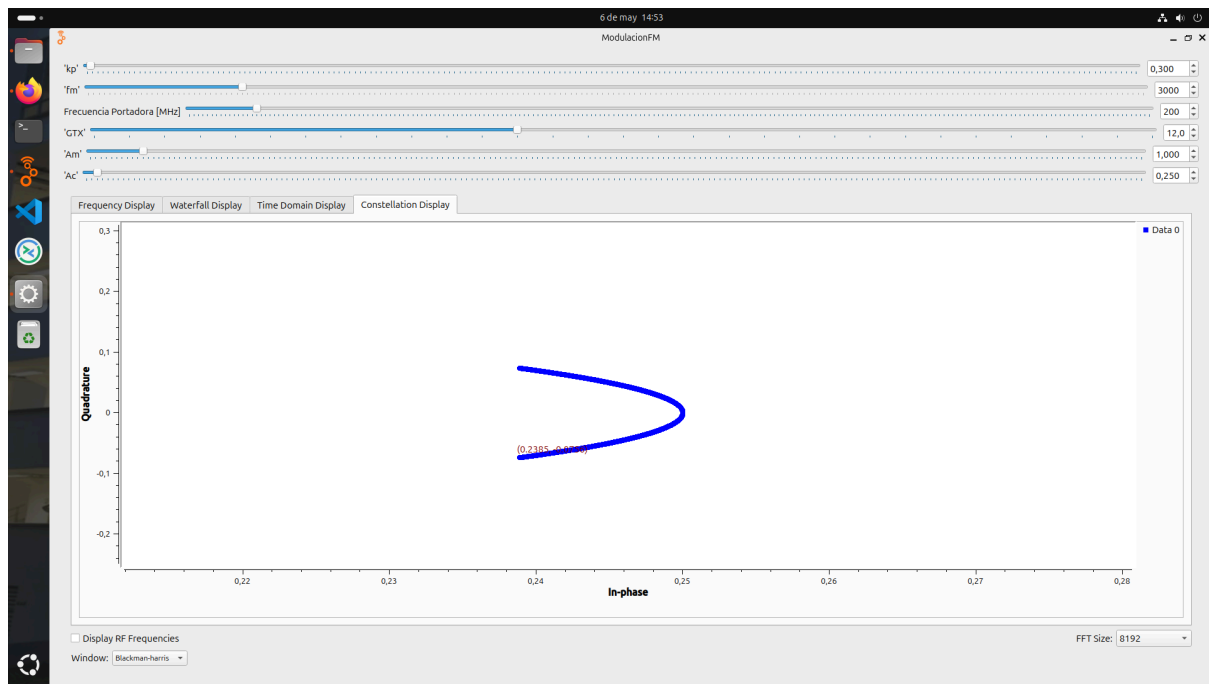 6 de may 14:53
ModulacionFM
'kp' 0,300
'fm' 3000
Frecuencia Portadora [MHz] 200
'GTX' 12,0
'Am' 1,000
'Ac' 0,250
Frequency Display Waterfall Display Time Domain Display Constellation Display
Data 0
0,3
0,2
0,1
0
-0,1
-0,2
Quadrature
(0.2385,
0,22 0,23 0,24 0,25 0,26 0,27 0,28
In-phase
Display RF Frequencies FFT Size: 8192
Window: Blackman-harris